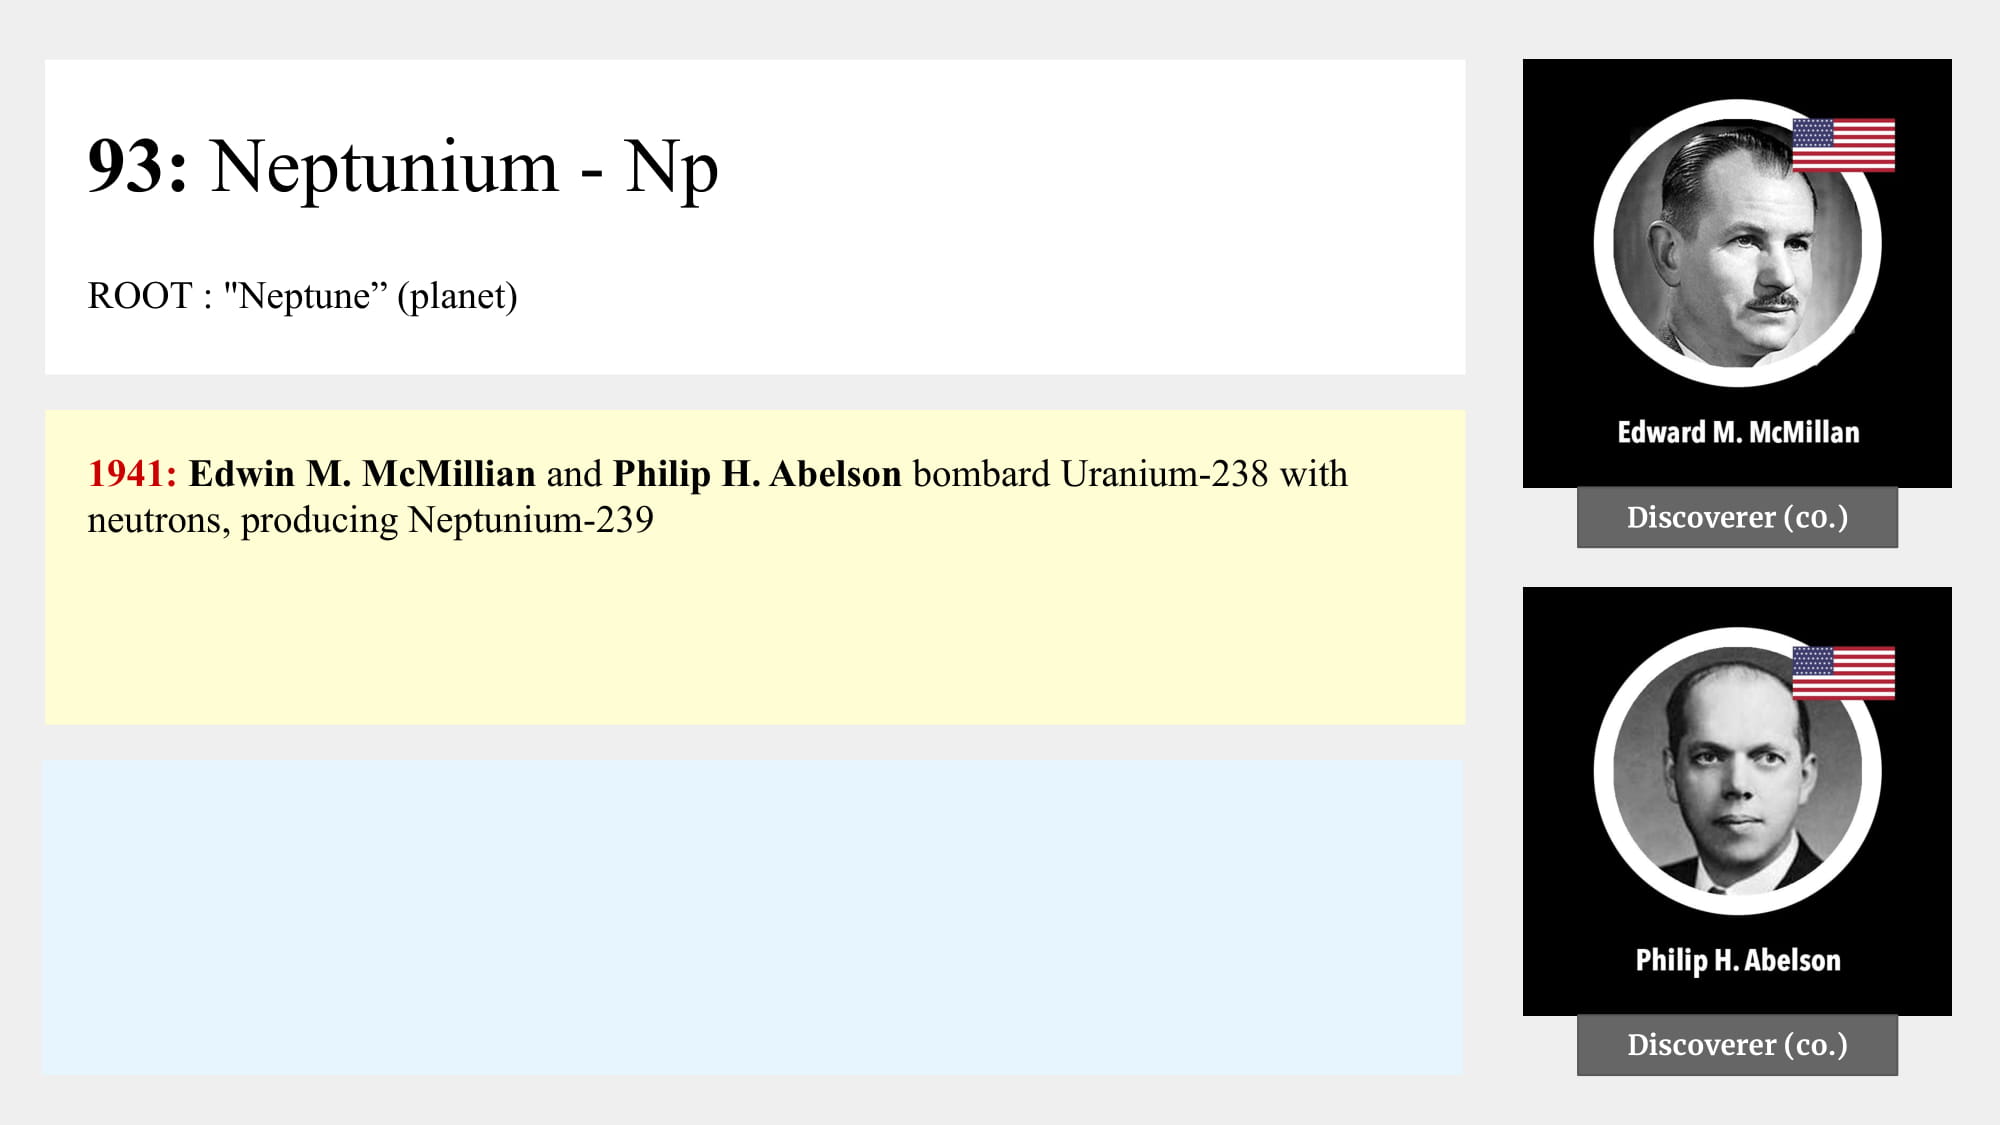 93: Neptunium - Np
ROOT : "Neptune” (planet)
1941: Edwin M. McMillian and Philip H. Abelson bombard Uranium-238 with
neutrons, producing Neptunium-239
Edward M. McMillan
Discoverer (co.)
Philip H. Abelson
Discoverer (co.)